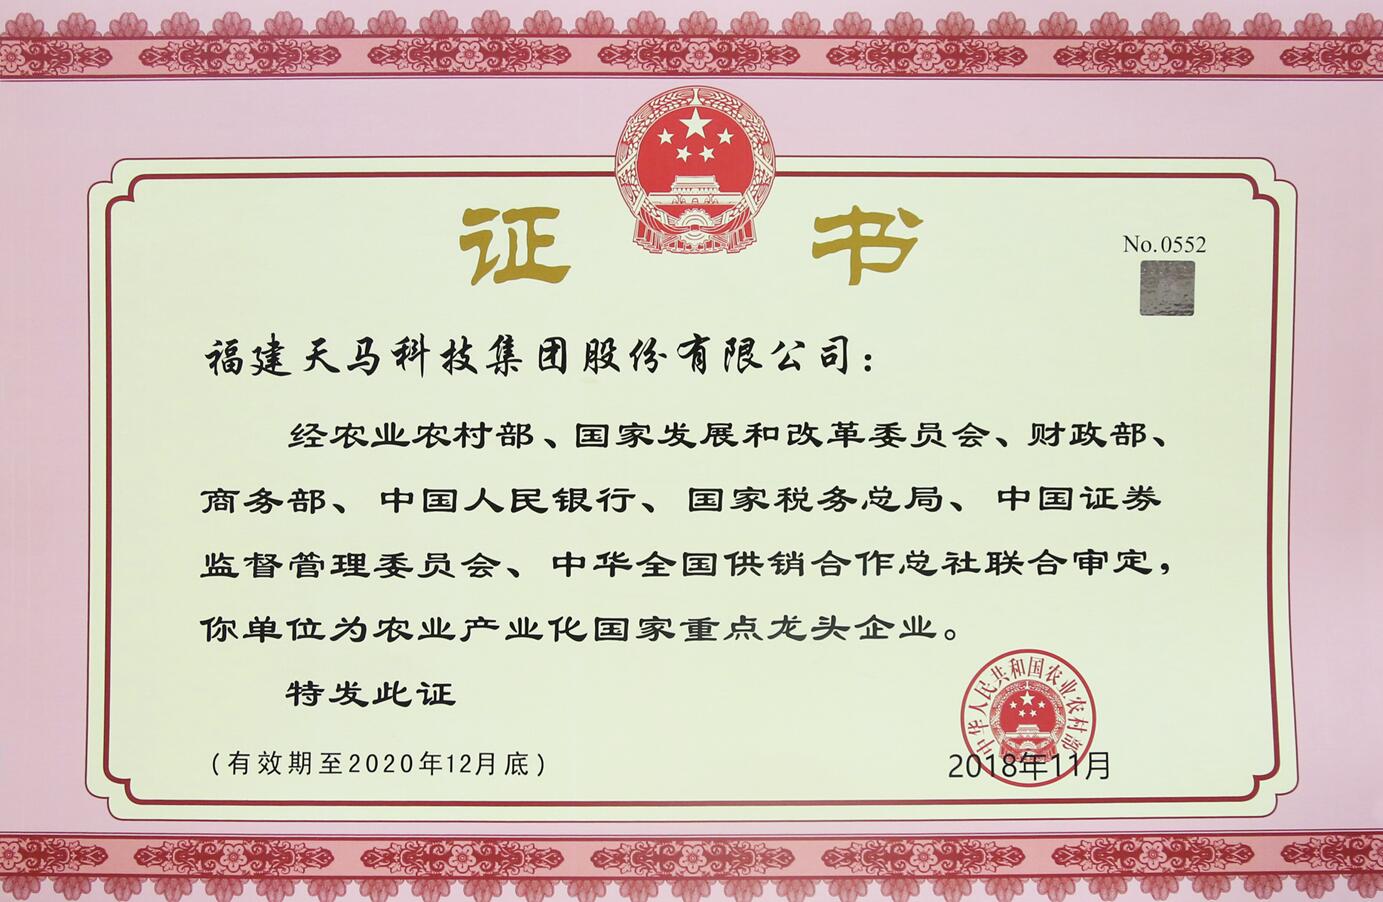 证 书
No.0552
福建天马科技集团股份有限公司：
经农业农村部、国家发展和改革委员会、财政部、
商务部、中国人民银行、国家税务总局、中国证券
监督管理委员会、中华全国供销合作总社联合审定，
你单位为农业产业化国家重点龙头企业。
特发此证
中华人民共和国农业农村部
(有效期至2020年12月底)
2018年11月